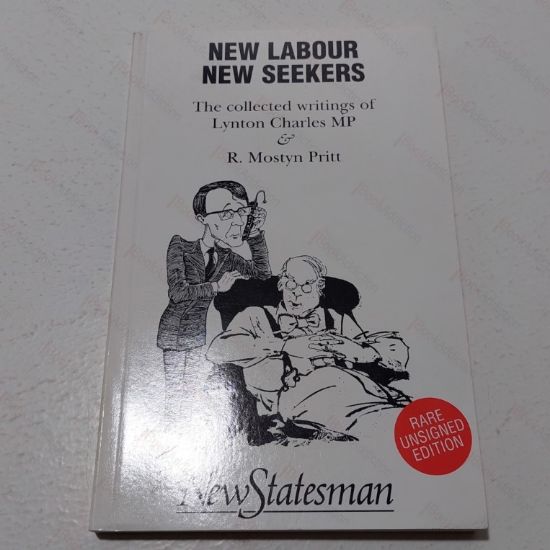 NEW LABOUR
NEW SEEKERS
The collected writings of
Lynton Charles MP
&
R. Mostyn Pritt
RARE
UNSIGNED
EDITION
NewStatesman